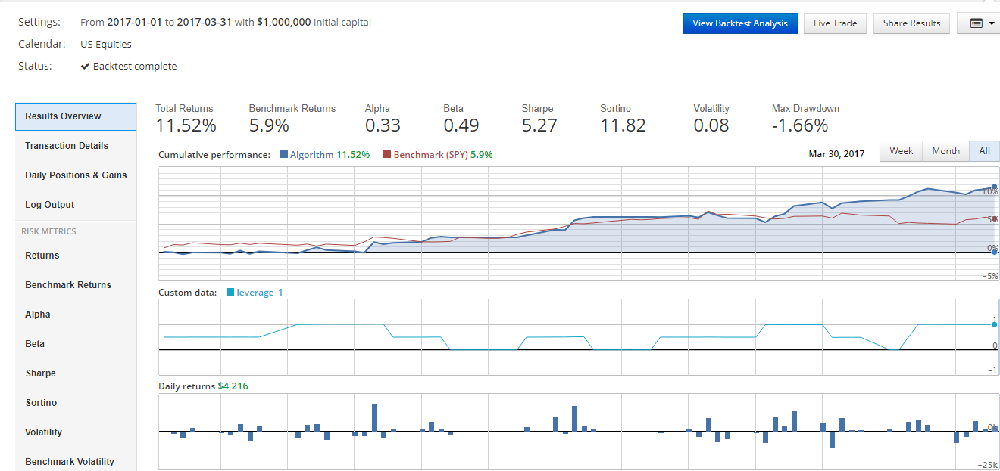 Settings: From 2017-01-01 to 2017-03-31 with $1,000,000 initial capital
View Backtest Analysis Live Trade Share Results
Calendar: US Equities
Status: ✔ Backtest complete
Results Overview
Transaction Details
Daily Positions & Gains
Log Output
RISK METRICS
Returns
Benchmark Returns
Alpha
Beta
Sharpe
Sortino
Volatility
Benchmark Volatility
Total Returns Benchmark Returns Alpha Beta Sharpe Sortino Volatility Max Drawdown
11.52% 5.9% 0.33 0.49 5.27 11.82 0.08 -1.66%
Cumulative performance: Algorithm 11.52% Benchmark (SPY) 5.9% Mar 30, 2017 Week Month All
10%
5%
0%
−5%
Custom data: leverage 1
1
0
−1
Daily returns $4,216
0k
−25k